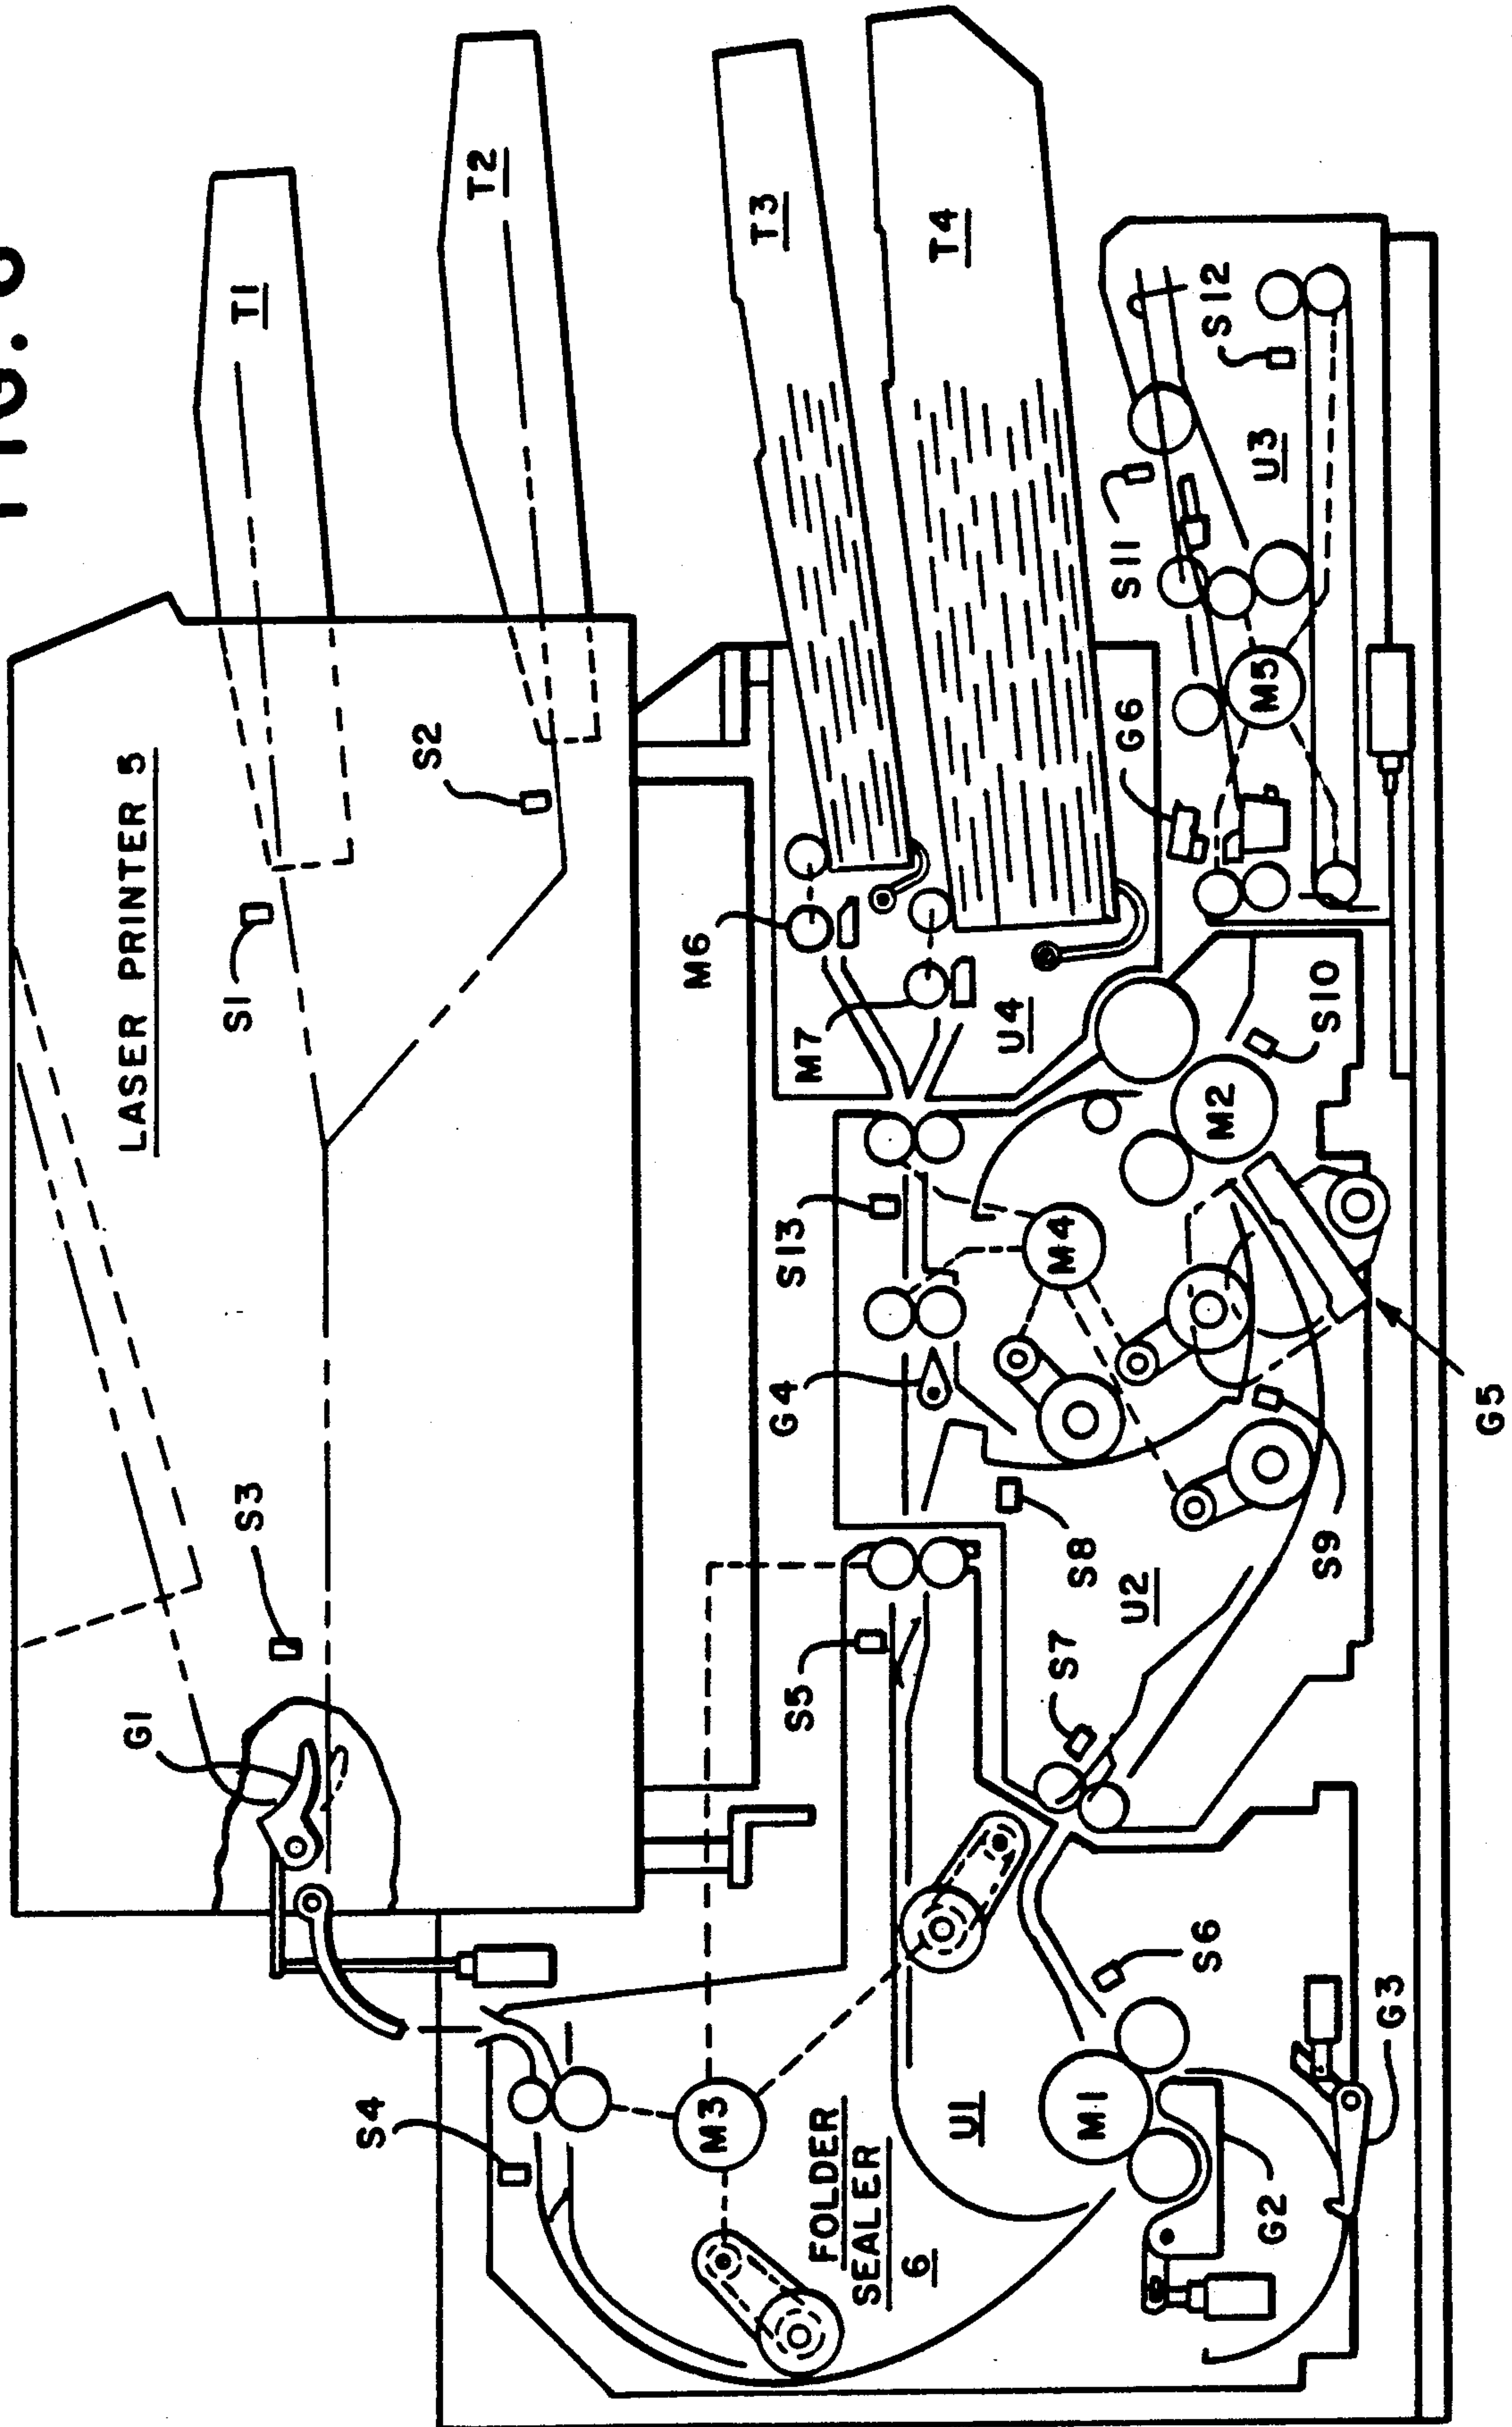 FIG.
LASER PRINTER 5
G1
S3
S1
T1
S4
S2
T2
M3
M6
T3
S5
G4
S13
M7
FOLDER
SEALER
6
T4
U1
U4
M1
S7
S8
M4
G6
S11
U2
S6
M2
S12
G2
M5
U3
S9
S10
G3
G5